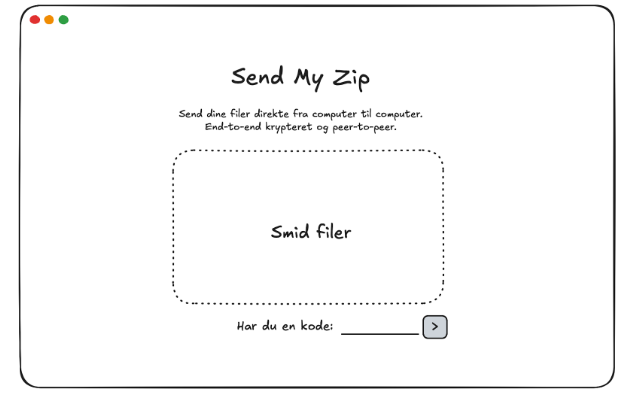 Send My Zip
Send dine filer direkte fra computer til computer.
End-to-end krypteret og peer-to-peer.
Smid filer
Har du en kode:
>